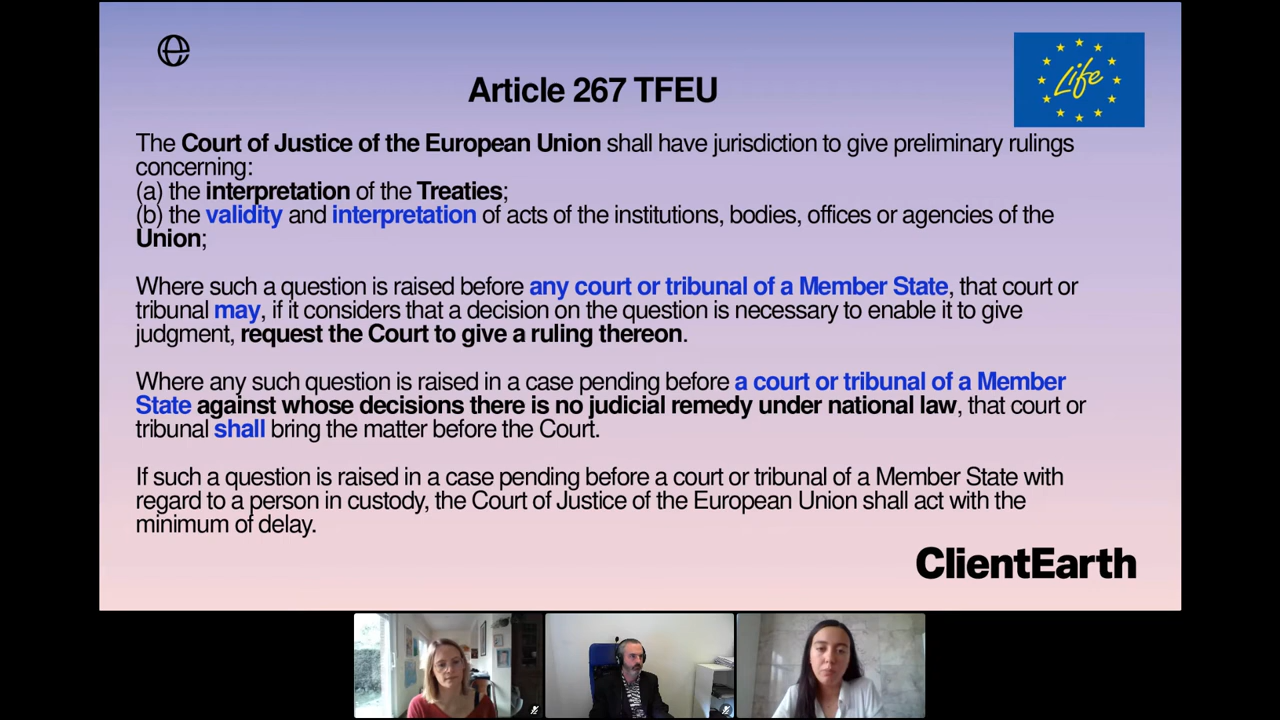 Life
Article 267 TFEU
The Court of Justice of the European Union shall have jurisdiction to give preliminary rulings
concerning:
(a) the interpretation of the Treaties;
(b) the validity and interpretation of acts of the institutions, bodies, offices or agencies of the
Union;
Where such a question is raised before any court or tribunal of a Member State, that court or
tribunal may, if it considers that a decision on the question is necessary to enable it to give
judgment, request the Court to give a ruling thereon.
Where any such question is raised in a case pending before a court or tribunal of a Member
State against whose decisions there is no judicial remedy under national law, that court or
tribunal shall bring the matter before the Court.
If such a question is raised in a case pending before a court or tribunal of a Member State with
regard to a person in custody, the Court of Justice of the European Union shall act with the
minimum of delay.
ClientEarth